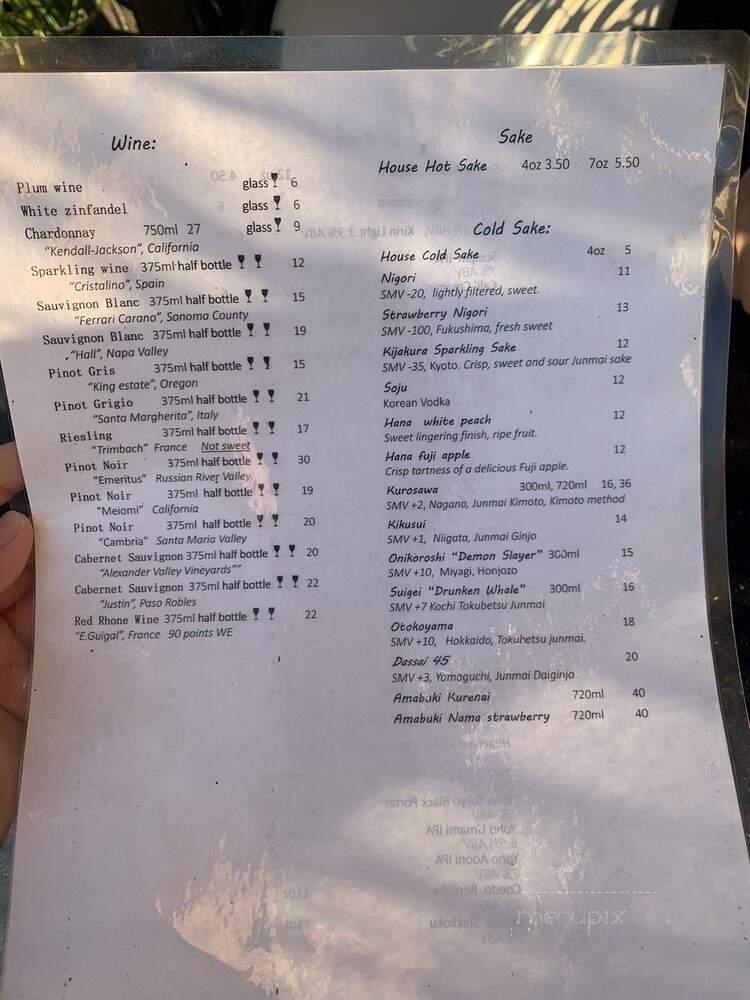 Wine:
Plum wine glass 6
White zinfandel glass 6
Chardonnay 750ml 27 glass 9
"Kendall-Jackson", California
Sparkling wine 375ml half bottle 12
"Cristalino", Spain
Sauvignon Blanc 375ml half bottle 15
"Ferrari Carano", Sonoma County
Sauvignon Blanc 375ml half bottle 19
"Hall", Napa Valley
Pinot Gris 375ml half bottle 15
"King estate", Oregon
Pinot Grigio 375ml half bottle 21
"Santa Margherita", Italy
Riesling 375ml half bottle 17
"Trimbach" France Not sweet
Pinot Noir 375ml half bottle 30
"Emeritus" Russian River Valley
Pinot Noir 375ml half bottle 19
"Meiomi" California
Pinot Noir 375ml half bottle 20
"Cambria" Santa Maria Valley
Cabernet Sauvignon 375ml half bottle 20
"Alexander Valley Vineyards""
Cabernet Sauvignon 375ml half bottle 22
"Justin", Paso Robles
Red Rhone Wine 375ml half bottle 22
"E.Guigal", France 90 points WE
Sake
House Hot Sake 4oz 3.50 7oz 5.50
Cold Sake:
House Cold Sake 4oz 5
Nigori 11
SMV -20, lightly filtered, sweet.
Strawberry Nigori 13
SMV -100, Fukushima, fresh sweet
Kijakura Sparkling Sake 12
SMV -35, Kyoto. Crisp, sweet and sour Junmai sake
Soju 12
Korean Vodka
Hana white peach 12
Sweet lingering finish, ripe fruit.
Hana fuji apple 12
Crisp tartness of a delicious Fuji apple.
Kurosawa 300ml, 720ml 16, 36
SMV +2, Nagano, Junmai Kimoto, Kimoto method
Kikusui 14
SMV +1, Niigata, Junmai Ginjo
Onikoroshi "Demon Slayer" 300ml 15
SMV +10, Miyagi, Honjozo
Suigei "Drunken Whale" 300ml 16
SMV +7 Kochi Tokubetsu Junmai
Otokoyama 18
SMV +10, Hokkaido, Tokuhetsu junmai.
Dassai 45 20
SMV +3, Yamaguchi, Junmai Daiginjo
Amabuki Kurenai 720ml 40
Amabuki Nama strawberry 720ml 40
menupix